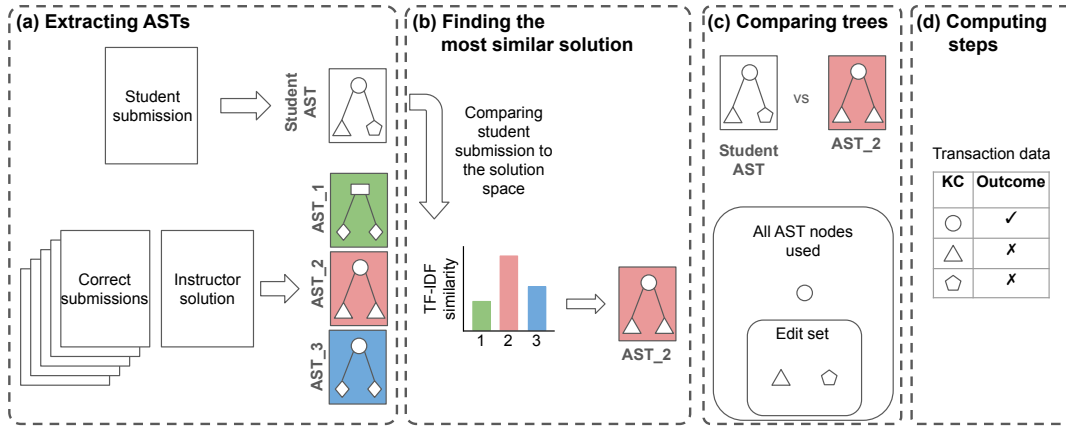 (a) Extracting ASTs
Student
submission
Student
AST
Correct
submissions
Instructor
solution
AST_1
AST_2
AST_3
(b) Finding the
most similar solution
Comparing
student
submission to
the solution
space
TF-IDF
similarity
1 2 3
AST_2
(c) Comparing trees
vs
Student
AST
AST_2
All AST nodes
used
Edit set
(d) Computing
steps
Transaction data
KC Outcome
✓
✗
✗